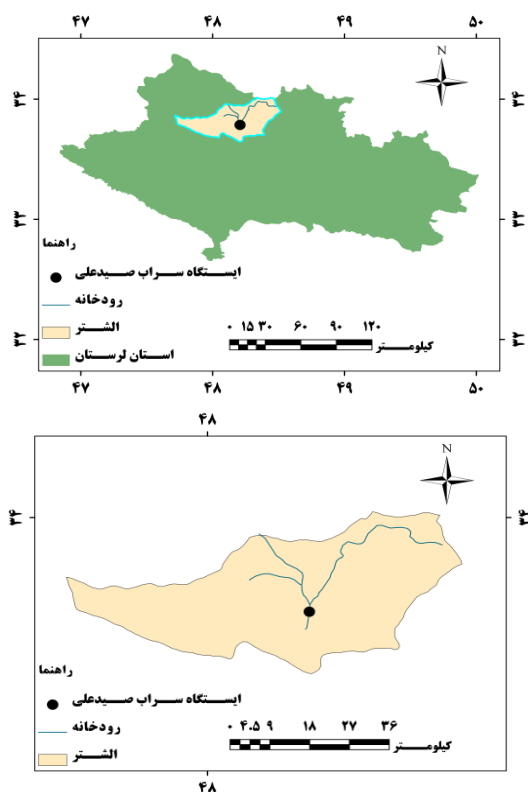 ۴۷ ۴۸ ۴۹ ۵۰
N
۳۴ ۳۴
۳۳ ۳۳
۳۲ ۳۲
راهنما
ایستگاه سراب صیدعلی
رودخانه
الشتر
استان لرستان
۰ ۱۵ ۳۰ ۶۰ ۹۰ ۱۲۰
کیلومتر
۴۷ ۴۸ ۴۹ ۵۰
۴۸
N
۳۴ ۳۴
راهنما
ایستگاه سراب صیدعلی
رودخانه
الشتر
۰ ۴.۵ ۹ ۱۸ ۲۷ ۳۶
کیلومتر
۴۸